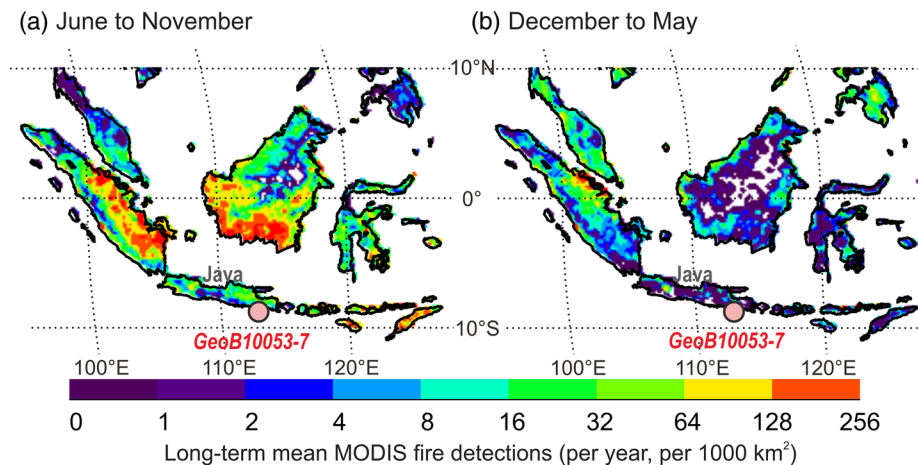 (a) June to November
(b) December to May
10°N
0°
Java
Java
10°S
GeoB10053-7
GeoB10053-7
100°E 110°E 120°E
100°E 110°E 120°E
0 1 2 4 8 16 32 64 128 256
Long-term mean MODIS fire detections (per year, per 1000 km²)